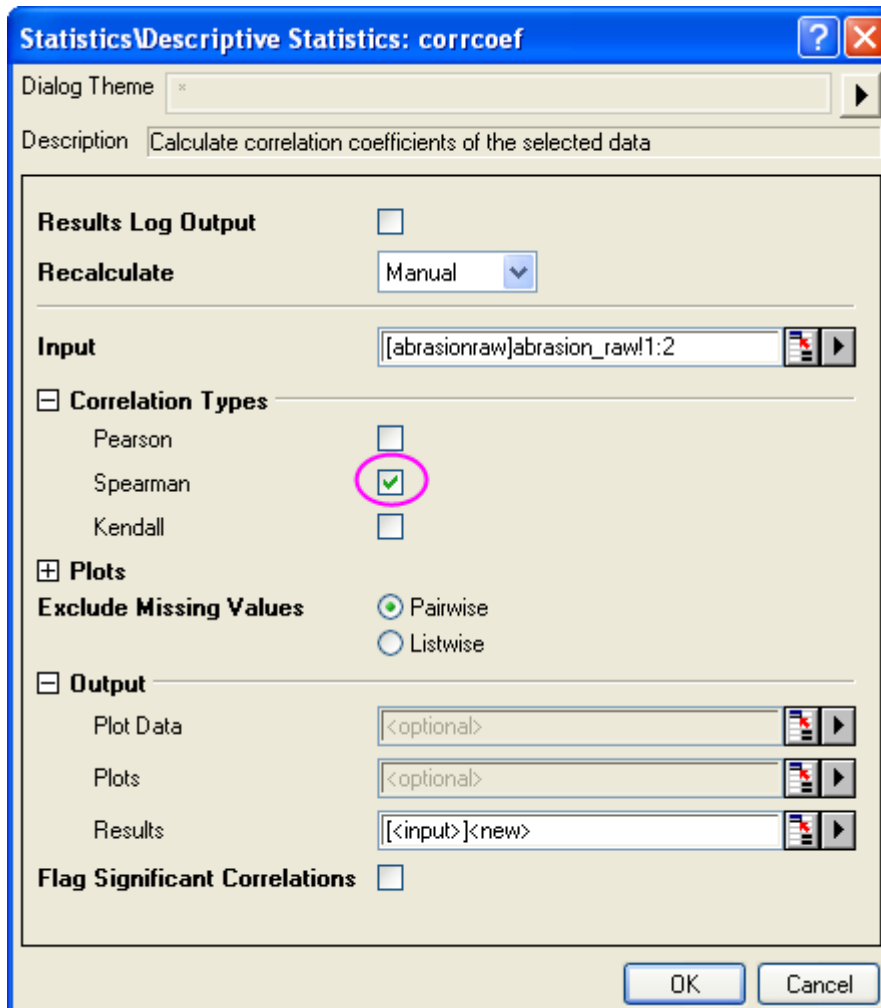 Statistics\Descriptive Statistics: corrcoef
Dialog Theme *
Description Calculate correlation coefficients of the selected data
Results Log Output
Recalculate Manual
Input [abrasionraw]abrasion_raw!1:2
Correlation Types
Pearson
Spearman
Kendall
Plots
Exclude Missing Values Pairwise
Listwise
Output
Plot Data <optional>
Plots <optional>
Results [<input>]<new>
Flag Significant Correlations
OK Cancel